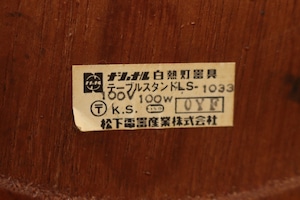 ナショナル 白熱灯器具
テーブルスタンドLS-1033
100V 100W
〒 K.S. OYF
松下電器産業株式会社